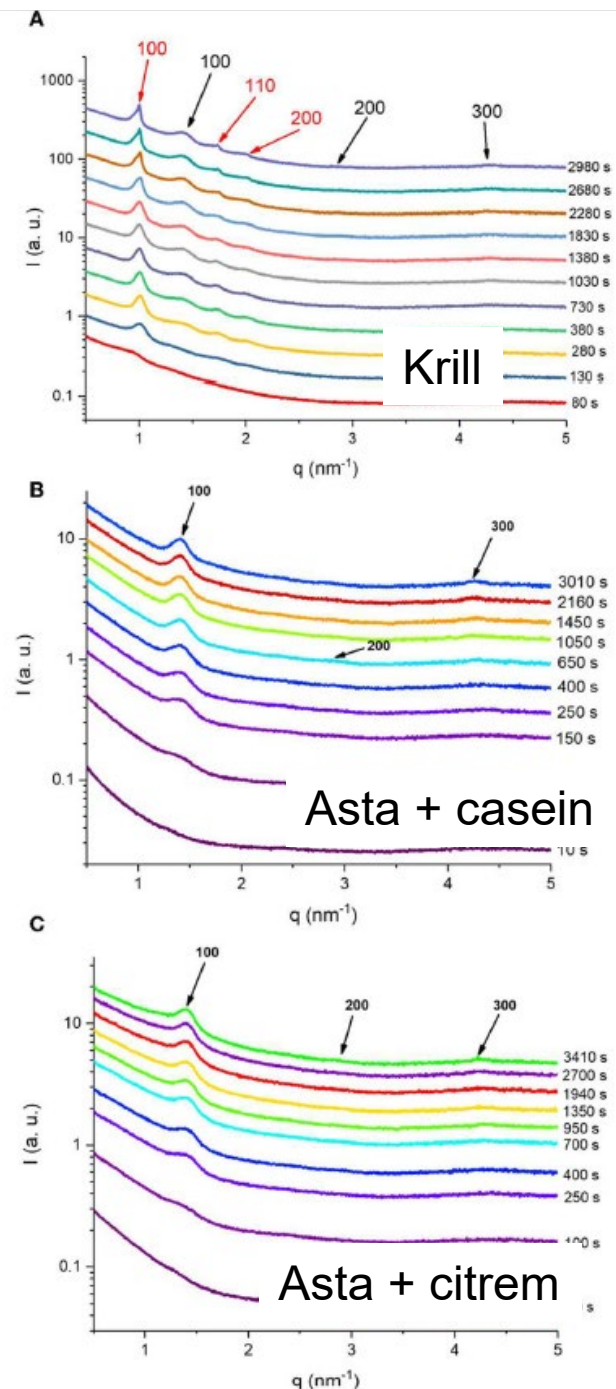 A
100
100
110
200
200
300
1000
100
10
1
0.1
I (a. u.)
2980 s
2680 s
2280 s
1830 s
1380 s
1030 s
730 s
380 s
280 s
130 s
80 s
Krill
1 2 3 4 5
q (nm-1)
B
100
300
200
10
1
0.1
I (a. u.)
3010 s
2160 s
1450 s
1050 s
650 s
400 s
250 s
150 s
Asta + casein
10 s
1 2 3 4 5
q (nm-1)
C
100
200
300
10
1
0.1
I (a. u.)
3410 s
2700 s
1940 s
1350 s
950 s
700 s
400 s
250 s
100 s
Asta + citrem
s
1 2 3 4 5
q (nm-1)